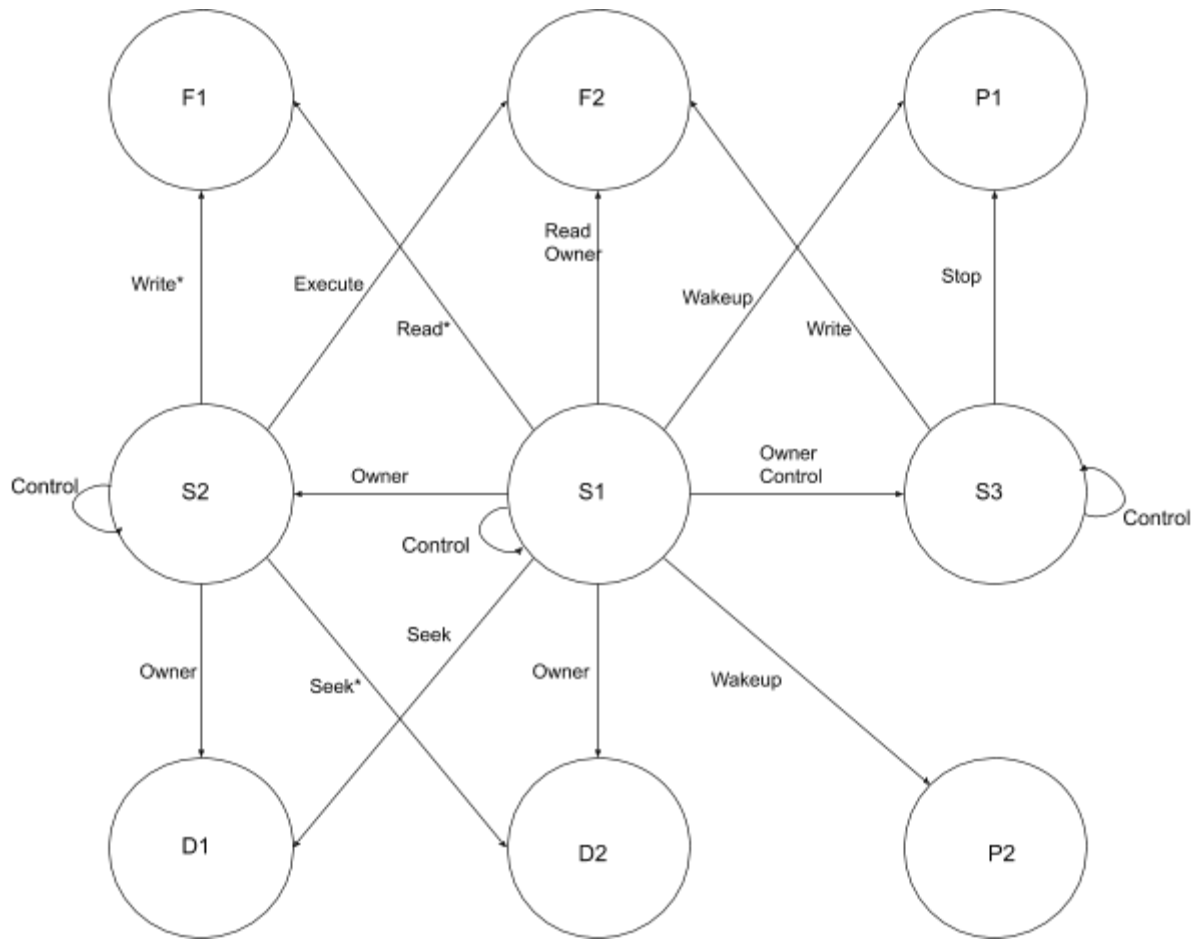 F1
F2
P1
Read
Owner
Write*
Execute
Stop
Wakeup
Read*
Write
Owner
Owner
Control
Control
S2
S1
S3
Control
Control
Seek
Owner
Seek*
Owner
Wakeup
D1
D2
P2